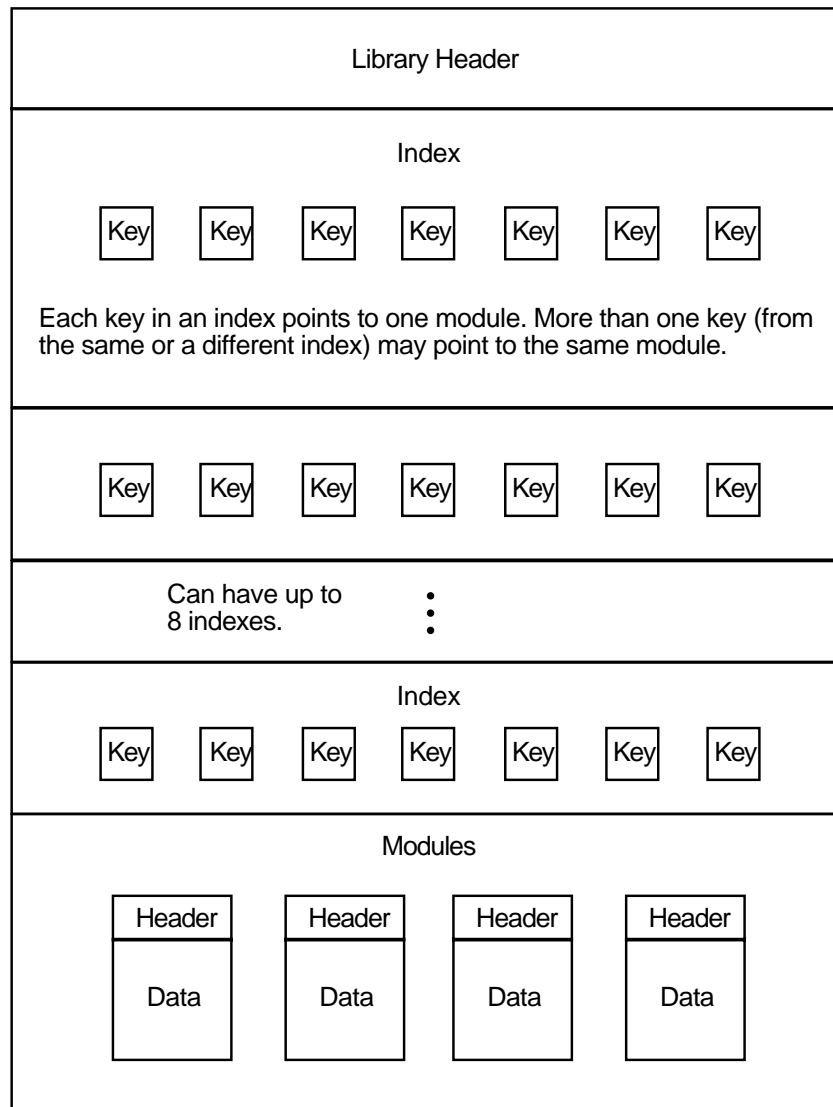 Library Header
Index
Key Key Key Key Key Key Key
Each key in an index points to one module. More than one key (from
the same or a different index) may point to the same module.
Key Key Key Key Key Key Key
Can have up to
8 indexes.
Index
Key Key Key Key Key Key Key
Modules
Header Header Header Header
Data Data Data Data